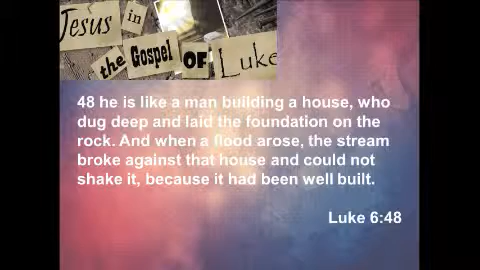 Jesus in
the Gospel OF Luke
48 he is like a man building a house, who
dug deep and laid the foundation on the
rock. And when a flood arose, the stream
broke against that house and could not
shake it, because it had been well built.
Luke 6:48